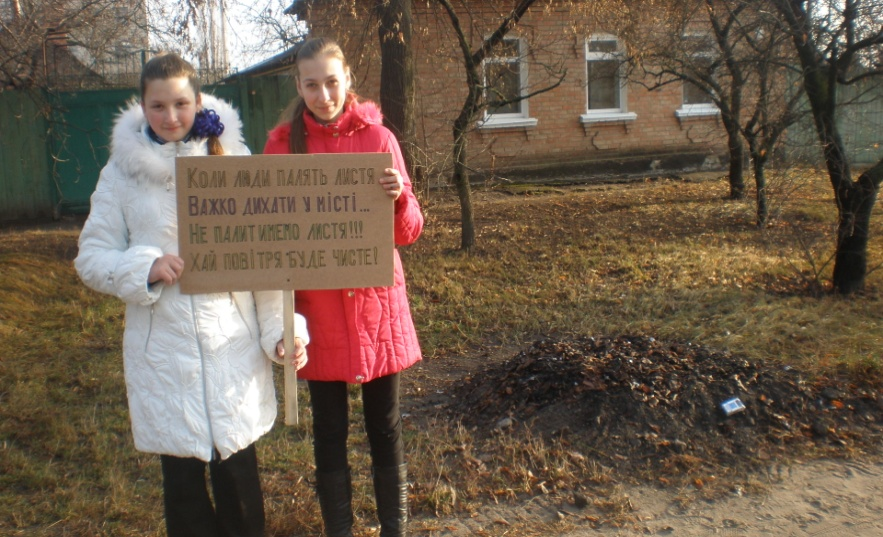 Коли люди палять листя
Важко дихати у місті...
Не палитимемо листя!!!
Хай повітря буде чисте!